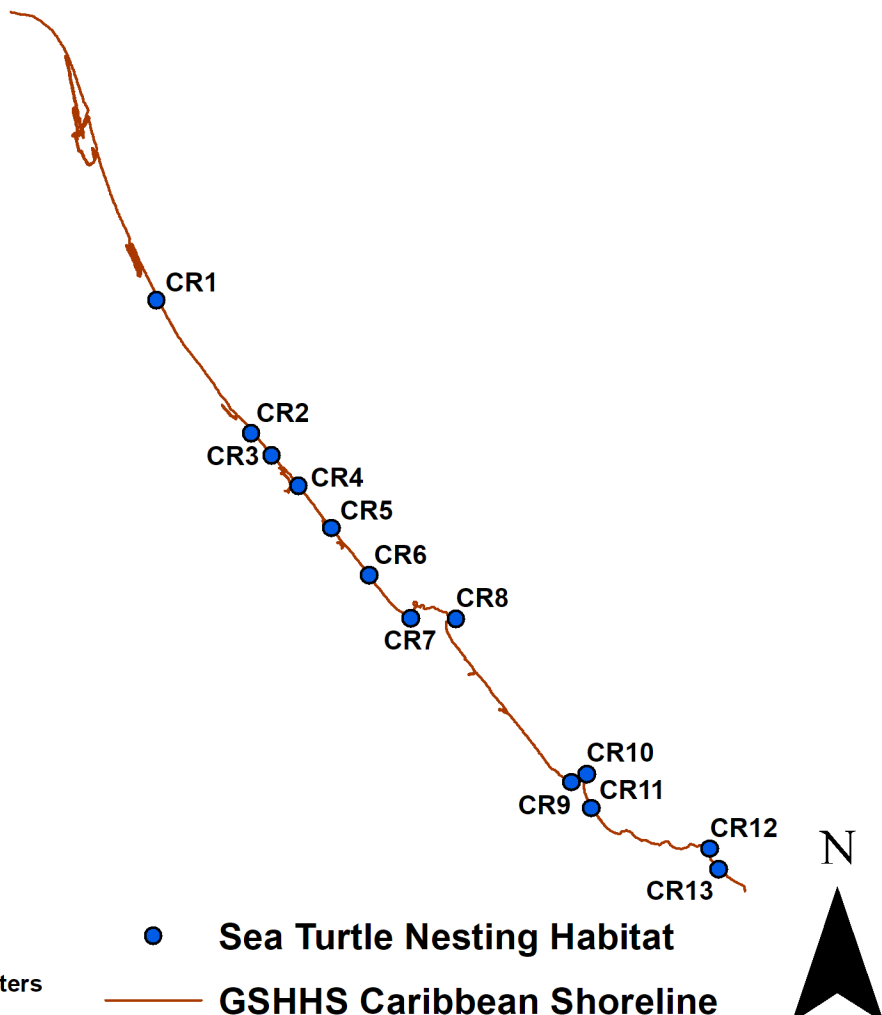 CR1
CR2
CR3
CR4
CR5
CR6
CR8
CR7
CR10
CR11
CR9
CR12
N
CR13
Sea Turtle Nesting Habitat
ters
GSHHS Caribbean Shoreline